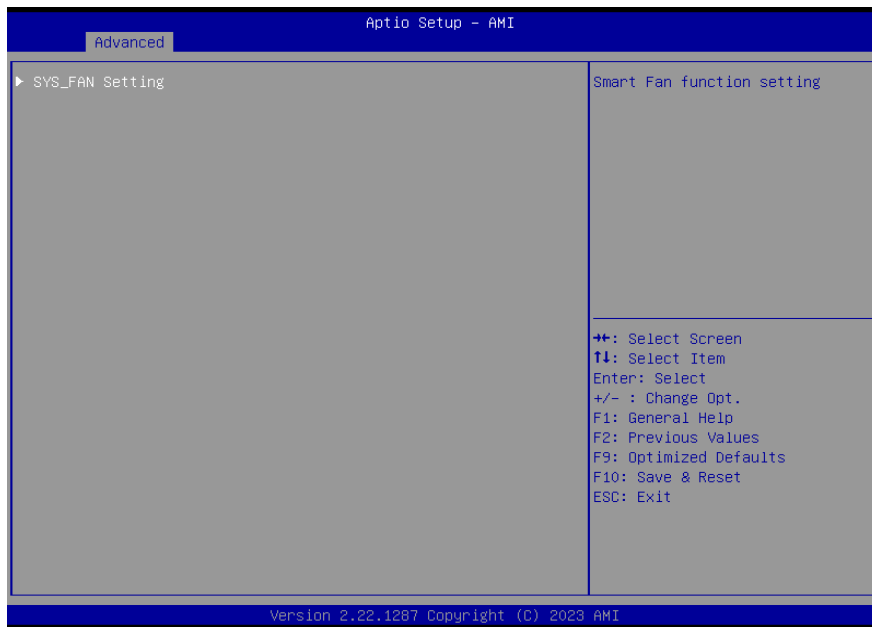 Aptio Setup – AMI
Advanced
▶ SYS_FAN Setting
Smart Fan function setting
→←: Select Screen
↑↓: Select Item
Enter: Select
+/- : Change Opt.
F1: General Help
F2: Previous Values
F9: Optimized Defaults
F10: Save & Reset
ESC: Exit
Version 2.22.1287 Copyright (C) 2023 AMI